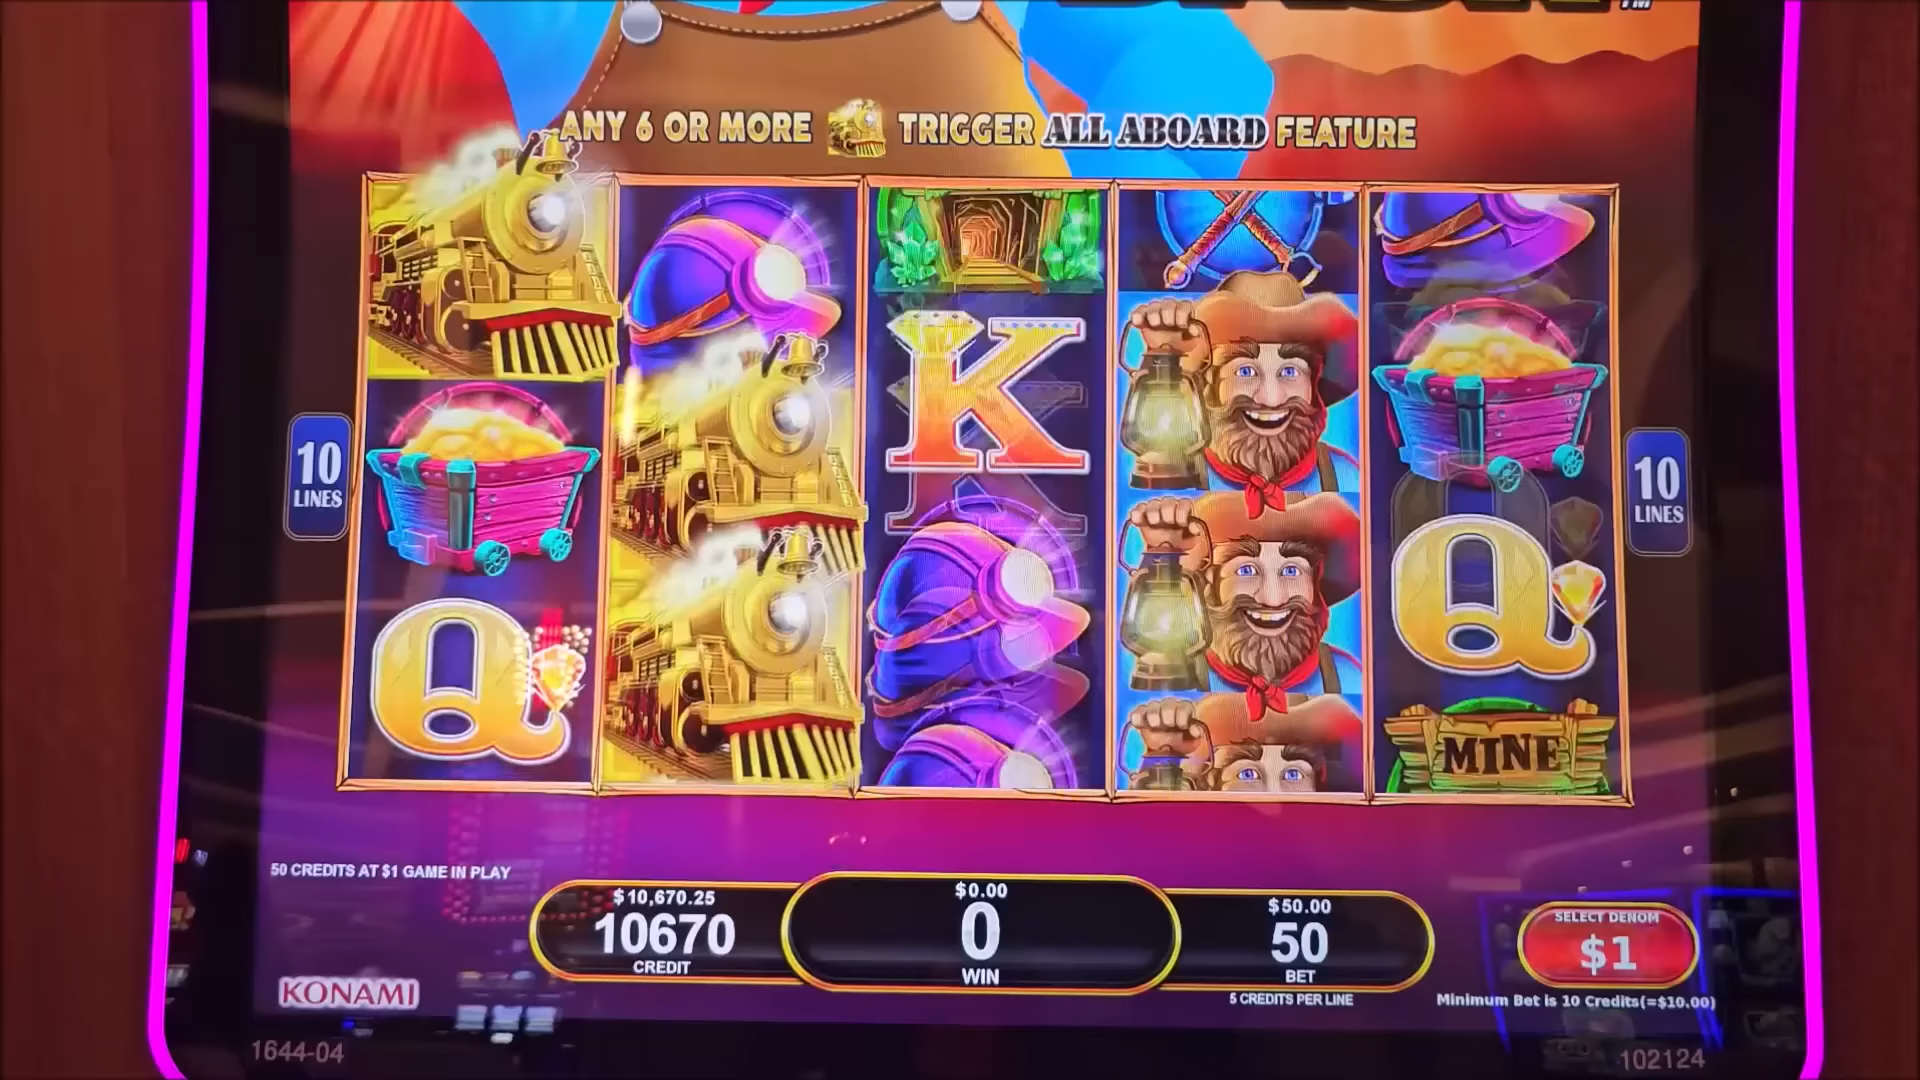 ANY 6 OR MORE TRIGGER ALL ABOARD FEATURE
K
10
LINES
10
LINES
Q
Q
MINE
50 CREDITS AT $1 GAME IN PLAY
$10,670.25
10670
CREDIT
$0.00
0
WIN
$50.00
50
BET
5 CREDITS PER LINE
SELECT DENOM
$1
Minimum Bet is 10 Credits(=$10.00)
KONAMI
1644-04
102124